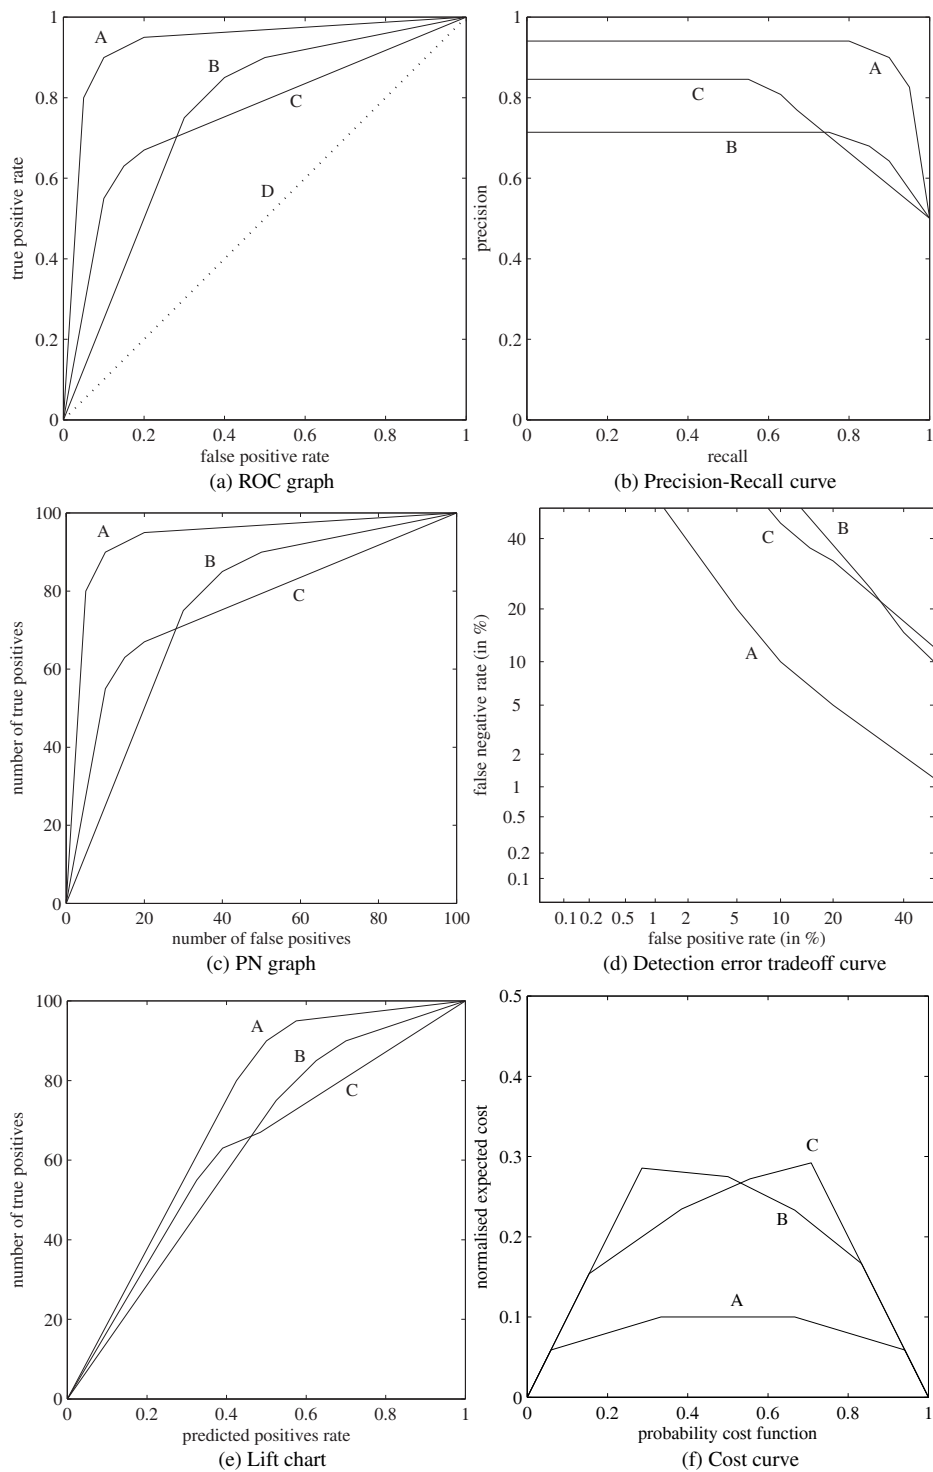 1
0.8
0.6
0.4
0.2
0
true positive rate
A
B
C
D
0 0.2 0.4 0.6 0.8 1
false positive rate
(a) ROC graph
1
0.8
0.6
0.4
0.2
0
precision
A
C
B
0 0.2 0.4 0.6 0.8 1
recall
(b) Precision-Recall curve
100
80
60
40
20
0
number of true positives
A
B
C
0 20 40 60 80 100
number of false positives
(c) PN graph
40
20
10
5
2
1
0.5
0.2
0.1
false negative rate (in %)
B
C
A
0.1 0.2 0.5 1 2 5 10 20 40
false positive rate (in %)
(d) Detection error tradeoff curve
100
80
60
40
20
0
number of true positives
A
B
C
0 0.2 0.4 0.6 0.8 1
predicted positives rate
(e) Lift chart
0.5
0.4
0.3
0.2
0.1
0
normalised expected cost
C
B
A
0 0.2 0.4 0.6 0.8 1
probability cost function
(f) Cost curve